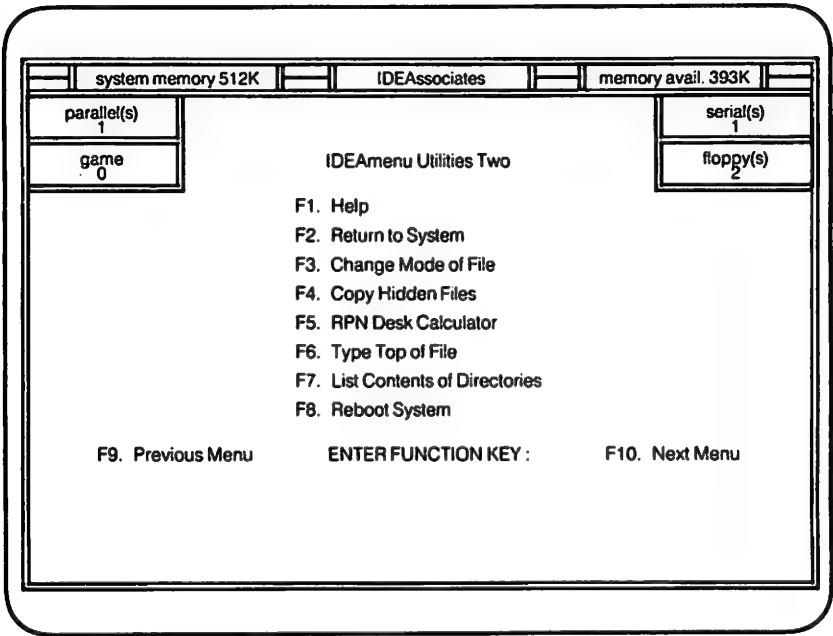 system memory 512K IDEAssociates memory avail. 393K
parallel(s)
1
serial(s)
1
game
0
IDEAmenu Utilities Two
floppy(s)
2
F1. Help
F2. Return to System
F3. Change Mode of File
F4. Copy Hidden Files
F5. RPN Desk Calculator
F6. Type Top of File
F7. List Contents of Directories
F8. Reboot System
F9. Previous Menu ENTER FUNCTION KEY : F10. Next Menu